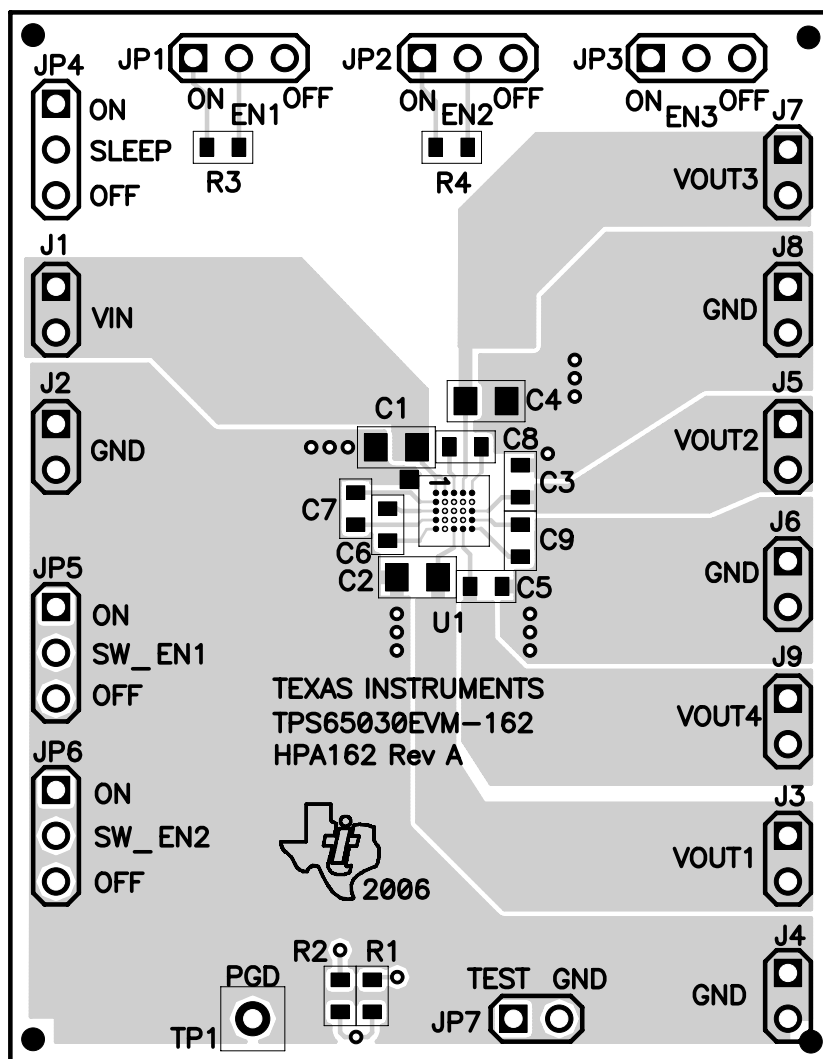 JP4
JP1
JP2
JP3
ON
EN1
OFF
ON
EN2
OFF
ON
EN3
OFF
ON
SLEEP
OFF
R3
R4
J7
VOUT3
J1
VIN
J8
GND
J2
GND
C1
C4
J5
VOUT2
C8
C3
1
C7
C6
C9
C2
C5
U1
J6
GND
JP5
ON
SW_EN1
OFF
TEXAS INSTRUMENTS
TPS65030EVM-162
HPA162 Rev A
J9
VOUT4
JP6
ON
SW_EN2
OFF
2006
J3
VOUT1
R2
R1
PGD
TP1
TEST
GND
JP7
J4
GND